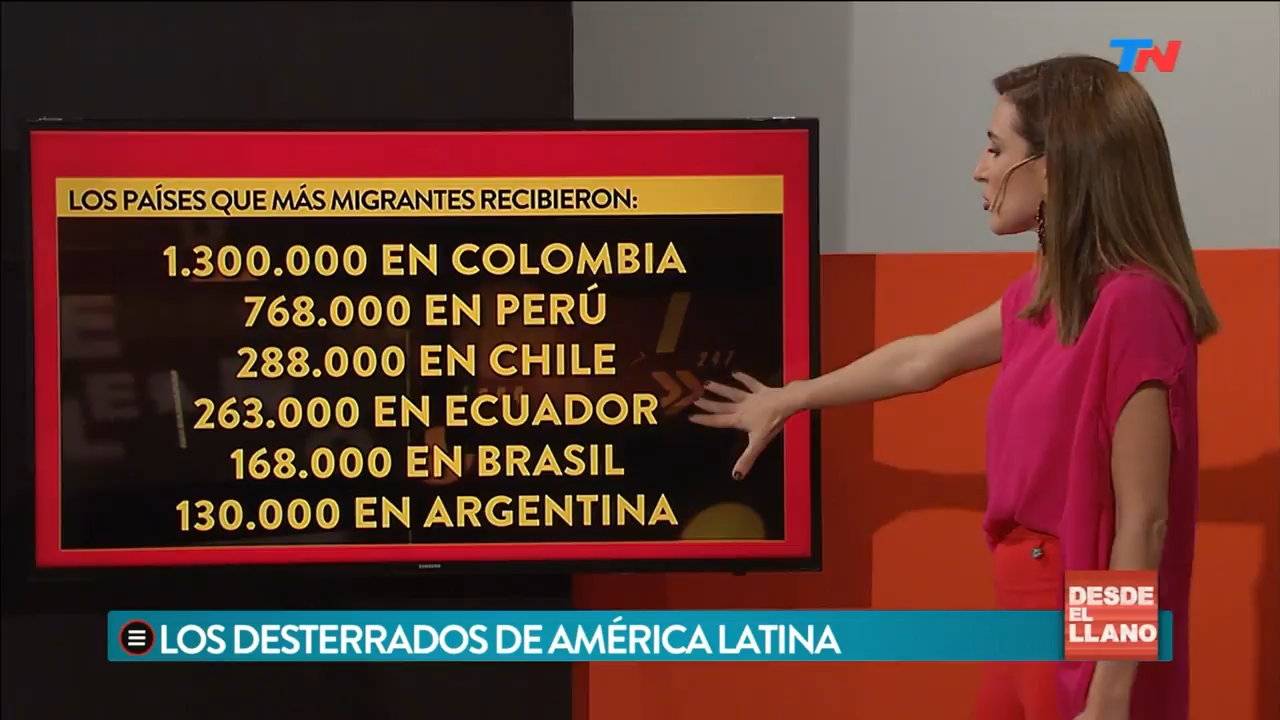 TN
LOS PAÍSES QUE MÁS MIGRANTES RECIBIERON:
1.300.000 EN COLOMBIA
768.000 EN PERÚ
288.000 EN CHILE
263.000 EN ECUADOR
168.000 EN BRASIL
130.000 EN ARGENTINA
SAMSUNG
LOS DESTERRADOS DE AMÉRICA LATINA
DESDE
EL
LLANO